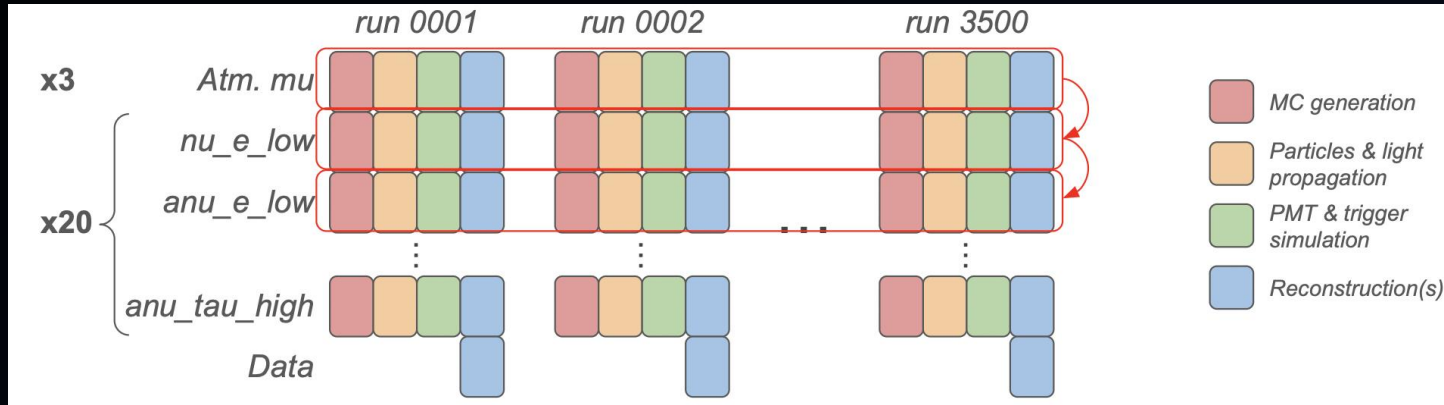 run 0001 run 0002 run 3500
x3 Atm. mu
nu_e_low
anu_e_low
x20
...
anu_tau_high
Data
MC generation
Particles & light
propagation
PMT & trigger
simulation
Reconstruction(s)